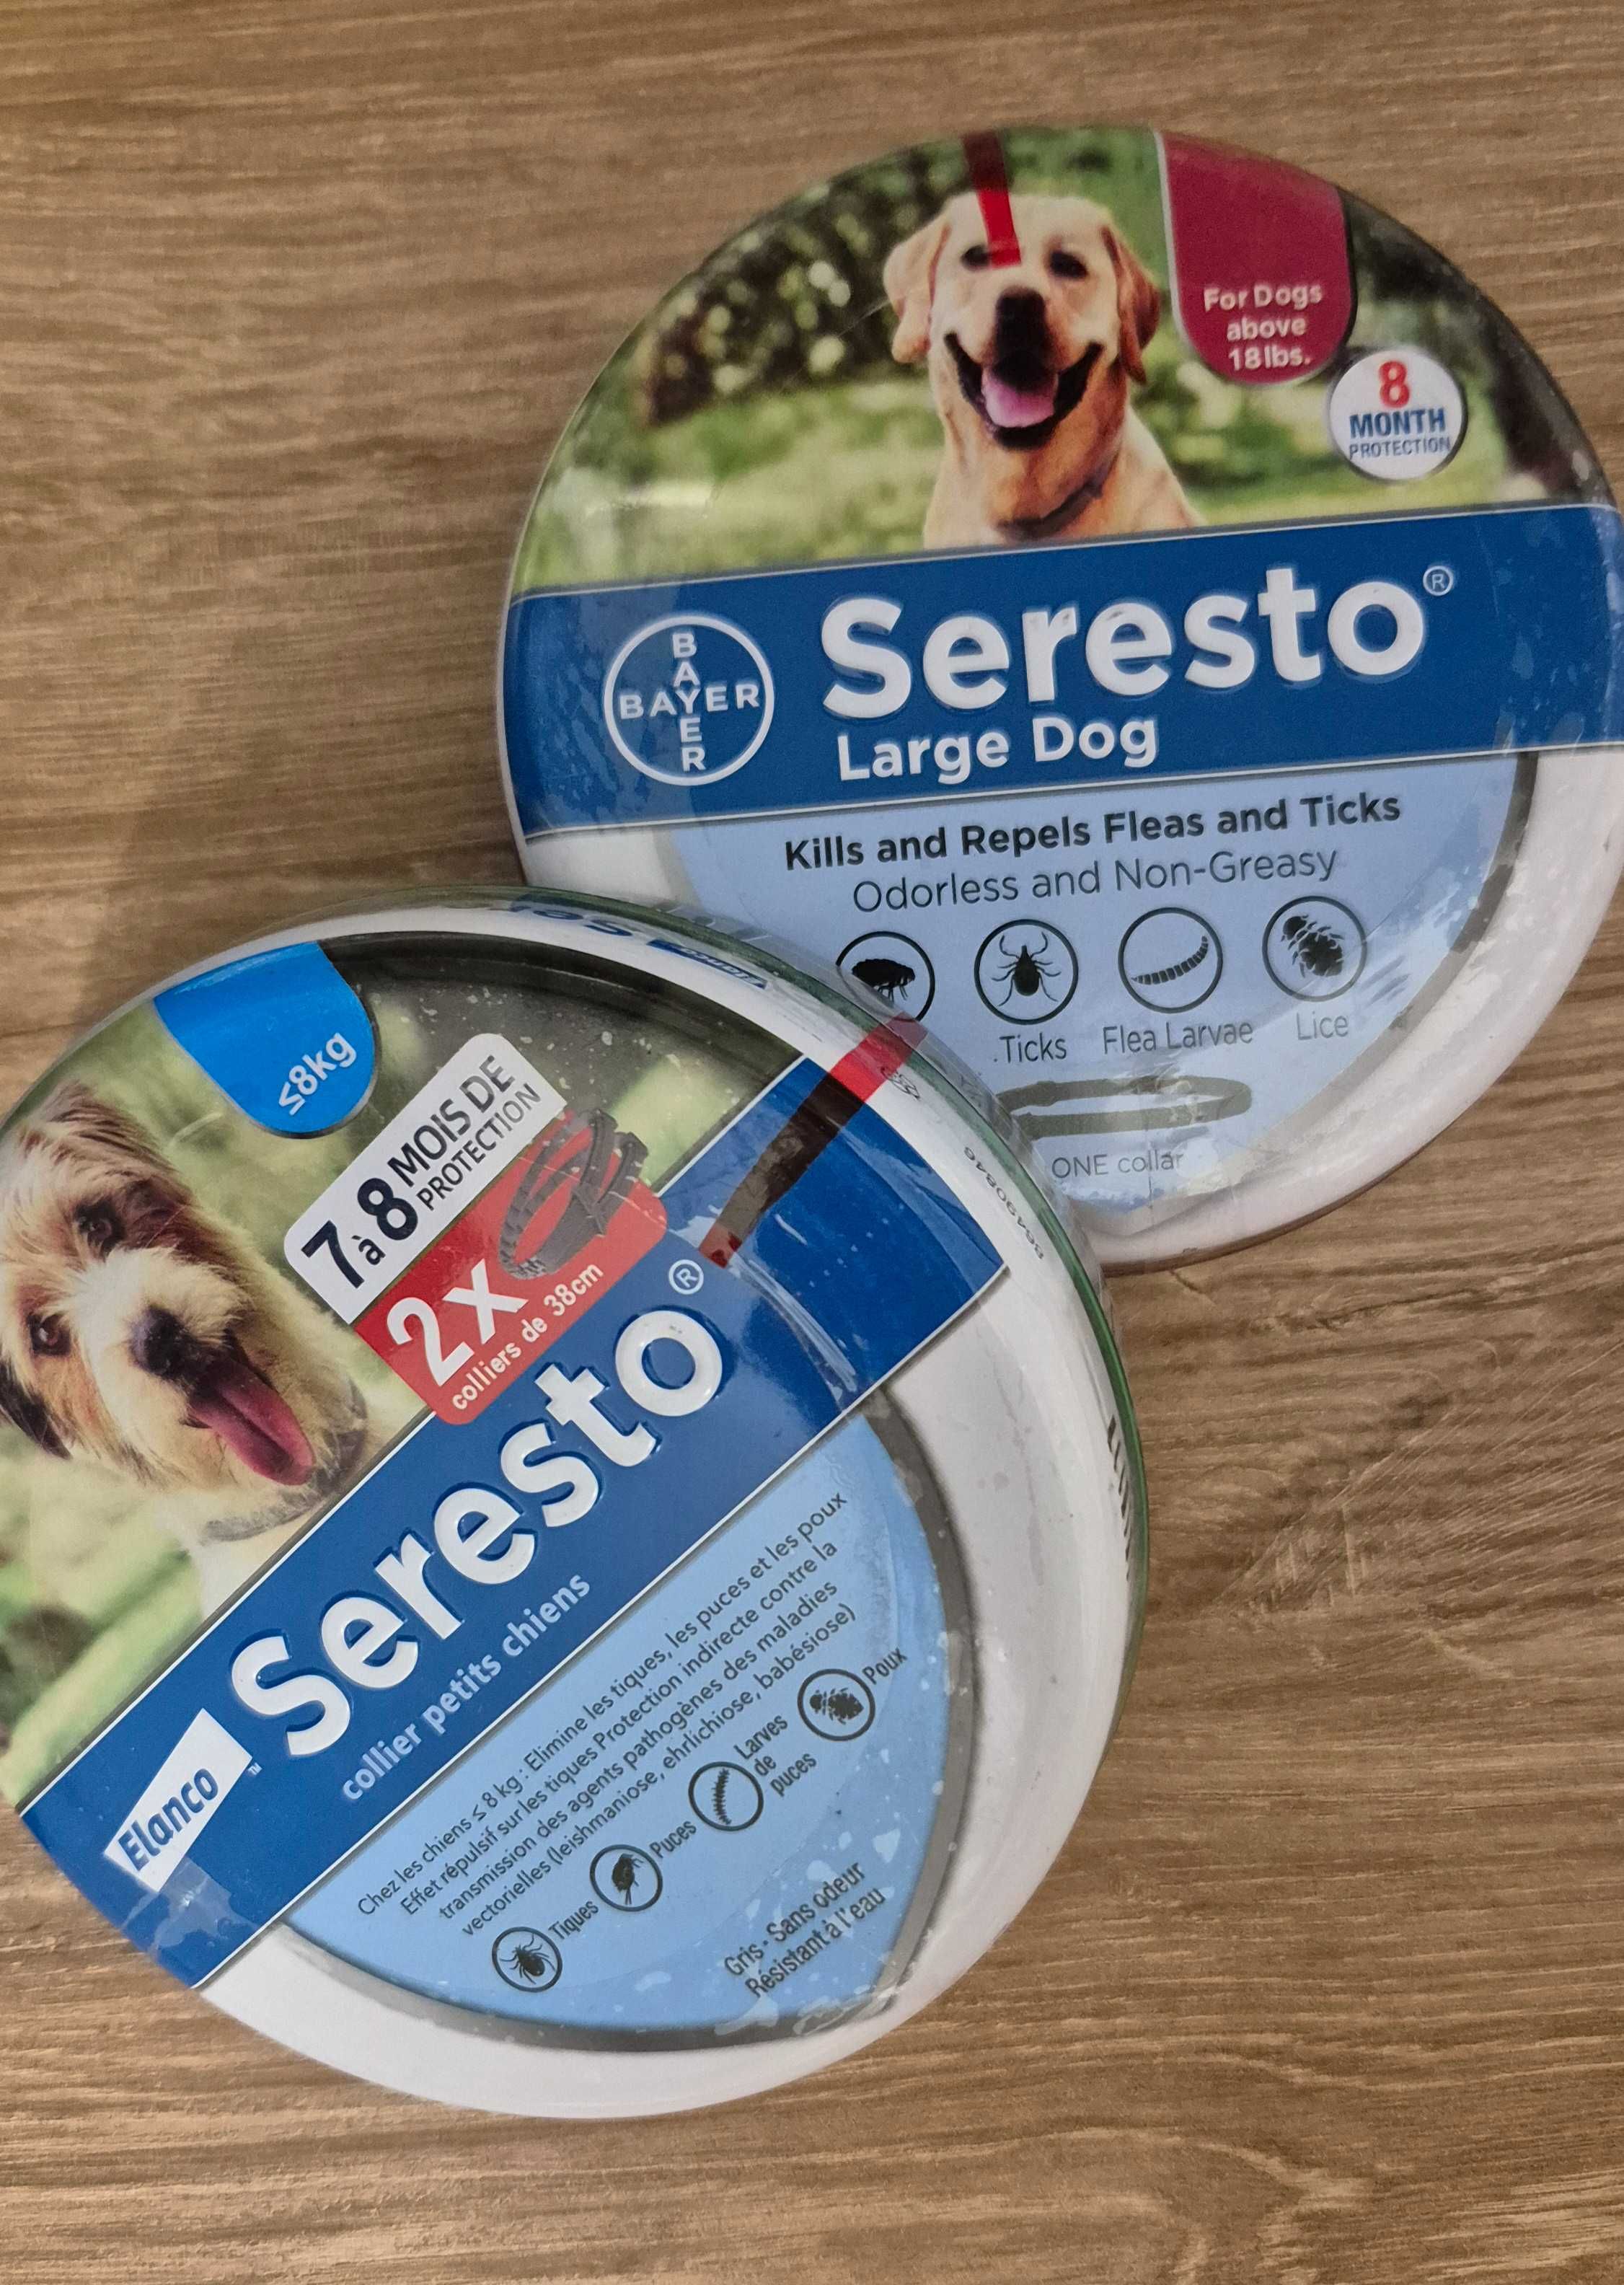 For Dogs
above
18 lbs.
8
MONTH
PROTECTION
BAYER
BAYER
Seresto®
Large Dog
Kills and Repels Fleas and Ticks
Odorless and Non-Greasy
Ticks
Flea Larvae
Lice
ONE collar
≤8kg
7 à 8 MOIS DE
PROTECTION
2x
colliers de 38cm
Seresto®
collier petits chiens
Elanco™
Chez les chiens ≤ 8 kg : Elimine les tiques, les puces et les poux
Effet répulsif sur les tiques Protection indirecte contre la
transmission des agents pathogènes des maladies
vectorielles (leishmaniose, ehrlichiose, babésiose)
Tiques
Puces
Larves
de
puces
Poux
Gris - Sans odeur
Résistant à l'eau